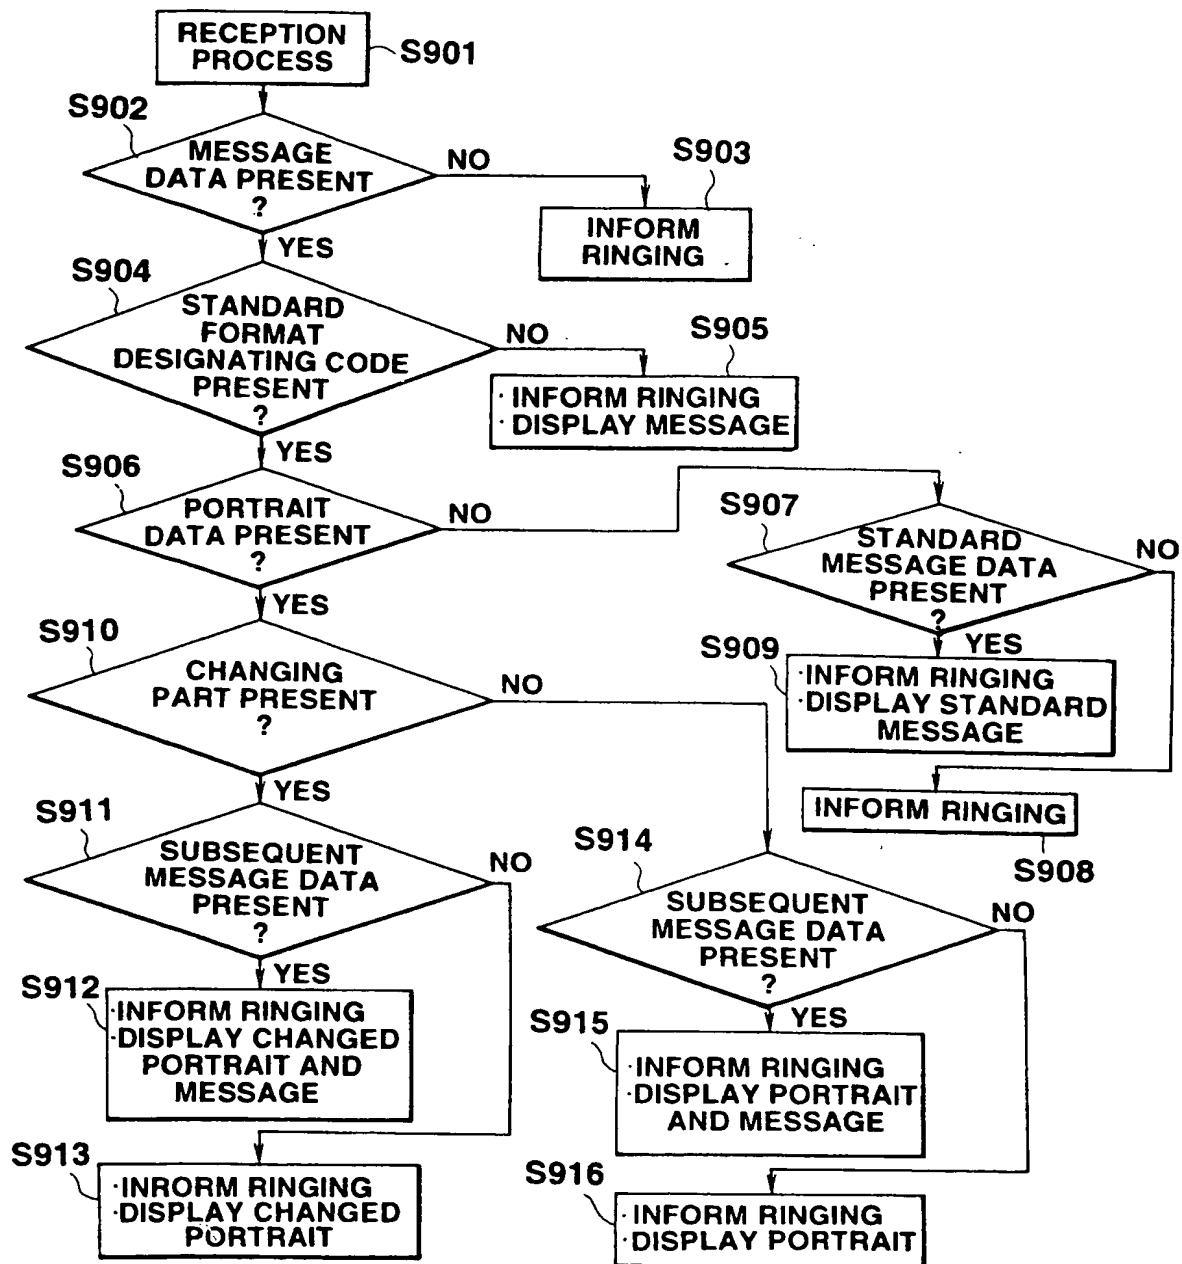 RECEPTION
PROCESS
S901
S902
MESSAGE
DATA PRESENT
?
NO
S903
INFORM
RINGING
YES
S904
STANDARD
FORMAT
DESIGNATING CODE
PRESENT
?
NO
S905
· INFORM RINGING
· DISPLAY MESSAGE
YES
S906
PORTRAIT
DATA PRESENT
?
NO
S907
STANDARD
MESSAGE DATA
PRESENT
?
NO
YES
S909
·INFORM RINGING
·DISPLAY STANDARD
MESSAGE
INFORM RINGING
S908
YES
S910
CHANGING
PART PRESENT
?
NO
YES
S911
SUBSEQUENT
MESSAGE DATA
PRESENT
?
NO
YES
S912
·INFORM RINGING
·DISPLAY CHANGED
PORTRAIT AND
MESSAGE
S913
·INRORM RINGING
·DISPLAY CHANGED
PORTRAIT
S914
SUBSEQUENT
MESSAGE DATA
PRESENT
?
NO
YES
S915
·INFORM RINGING
·DISPLAY PORTRAIT
AND MESSAGE
S916
·INFORM RINGING
·DISPLAY PORTRAIT